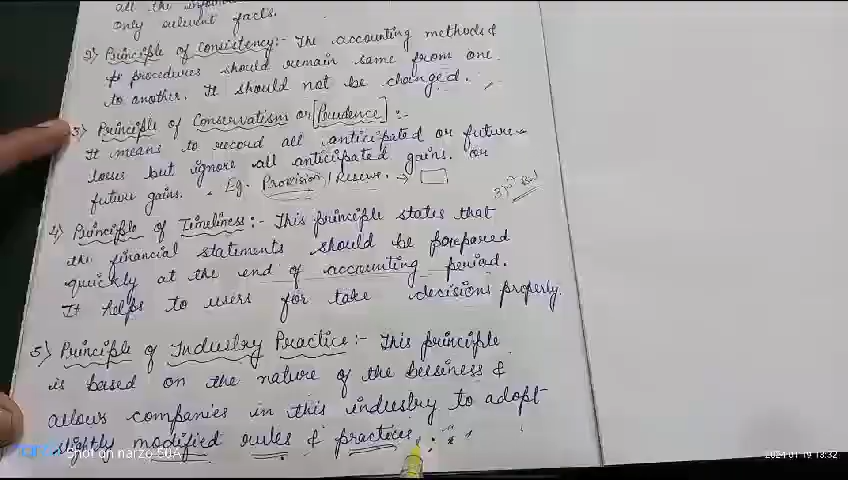 all the
only relevent facts.
2) Principle of Consistency:- The accounting methods &
procedures should remain same from one
to another. It should not be changed.
3) Principle of Conservatism or [Prudence] :-
It means to record all anticipated or future
losses but ignore all anticipated gains. or
future gains. Eg. Provision / Reserve. →
4) Principle of Timeliness:- This principle states that
the financial statements should be prepared
quickly at the end of accounting period.
It helps to users for take decisions properly.
5) Principle of Industry Practice:- This principle
is based on the nature of the business &
allows companies in this industry to adopt
slightly modified rules & practices.
Shot on narzo 50A
2024-01-19 13:32